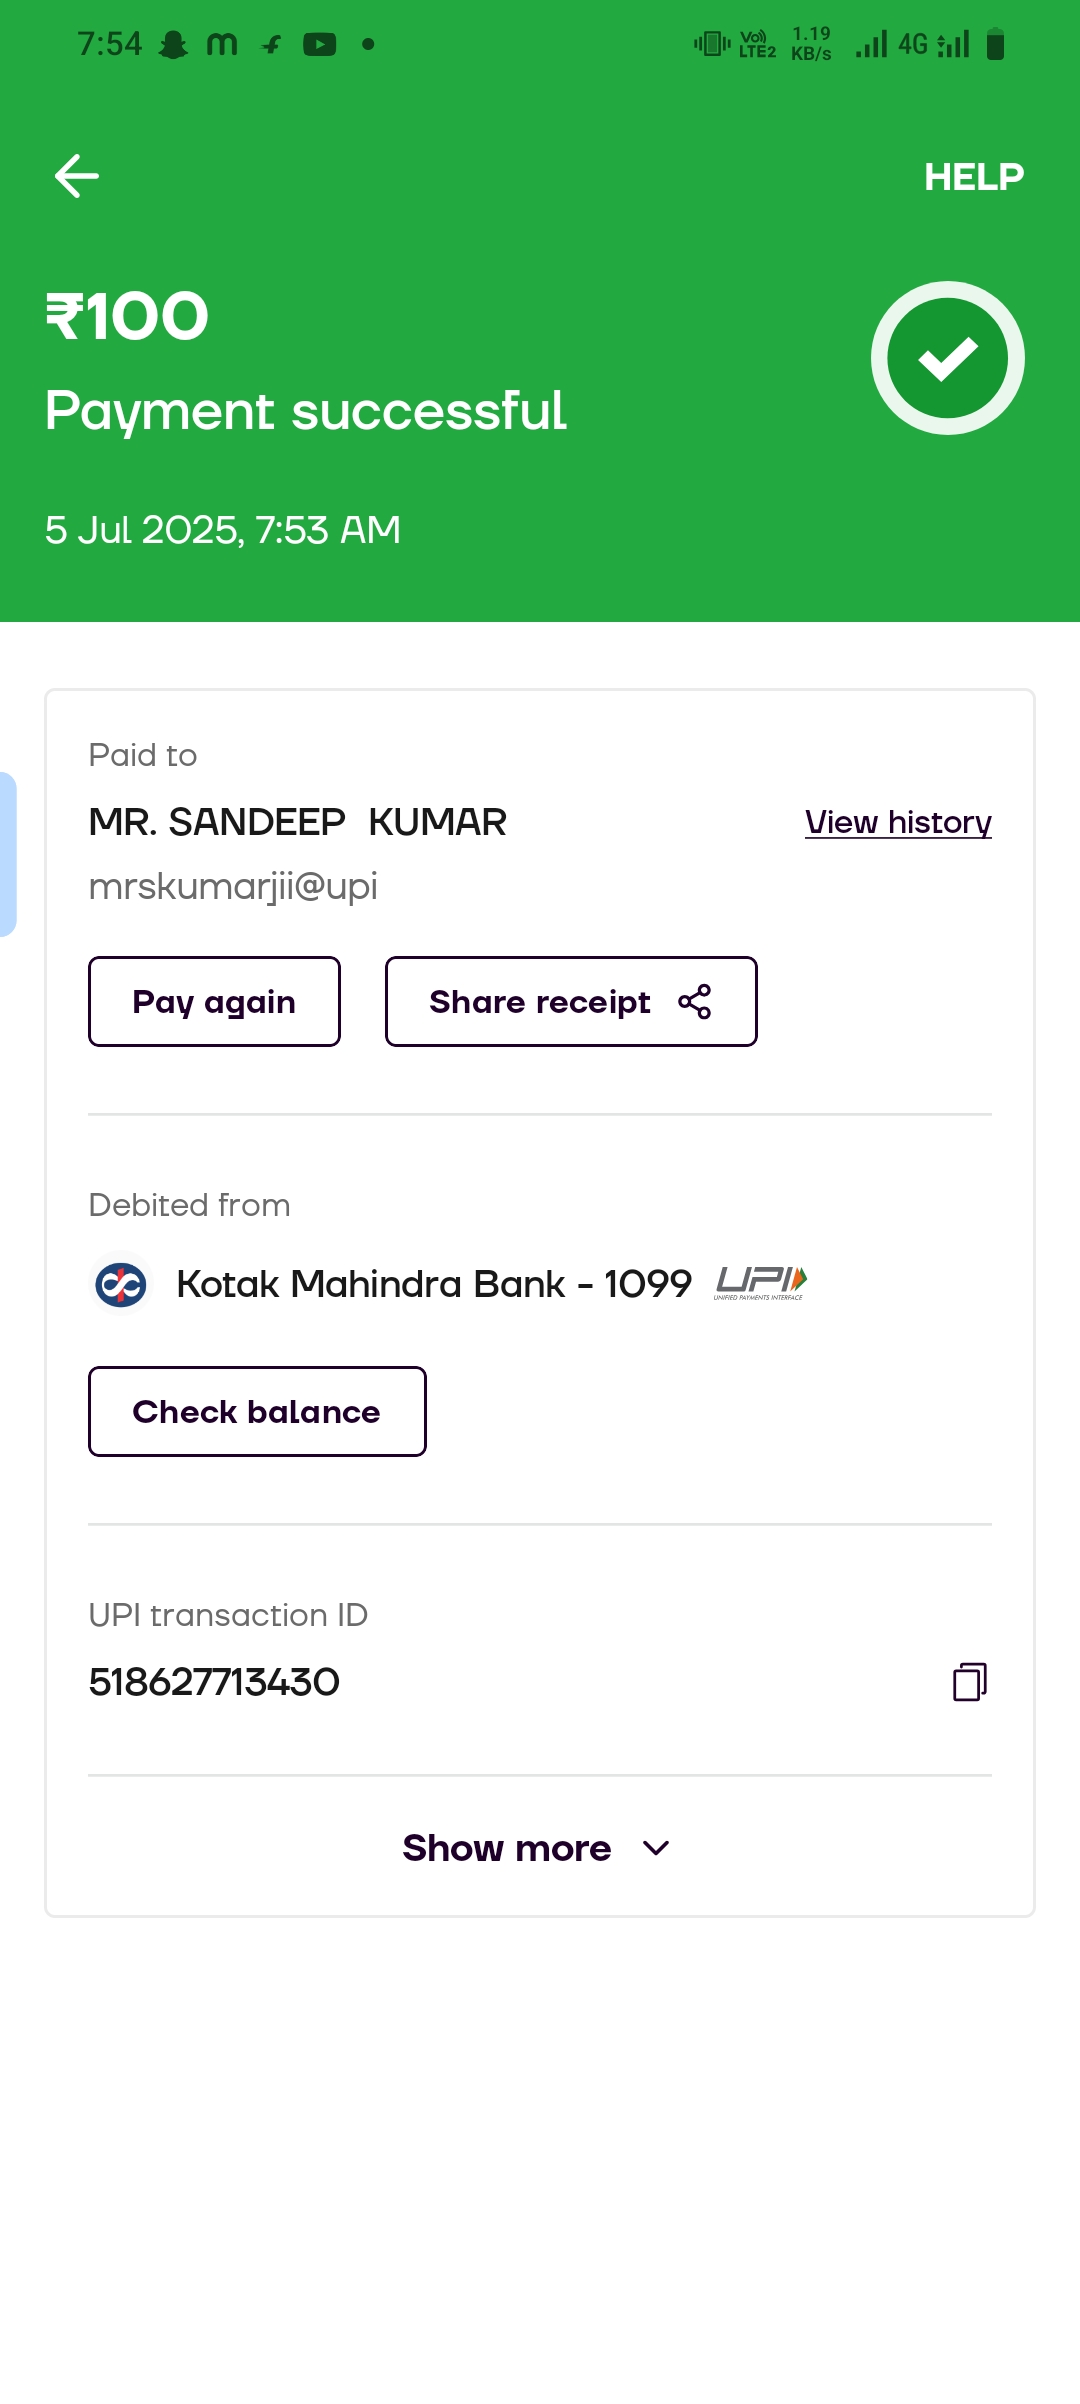 7:54
Vo)) LTE2
1.19 KB/s
4G
HELP
₹100
Payment successful
5 Jul 2025, 7:53 AM
Paid to
MR. SANDEEP  KUMAR
View history
mrskumarjii@upi
Pay again
Share receipt
Debited from
Kotak Mahindra Bank - 1099
UPI
UNIFIED PAYMENTS INTERFACE
Check balance
UPI transaction ID
518627713430
Show more